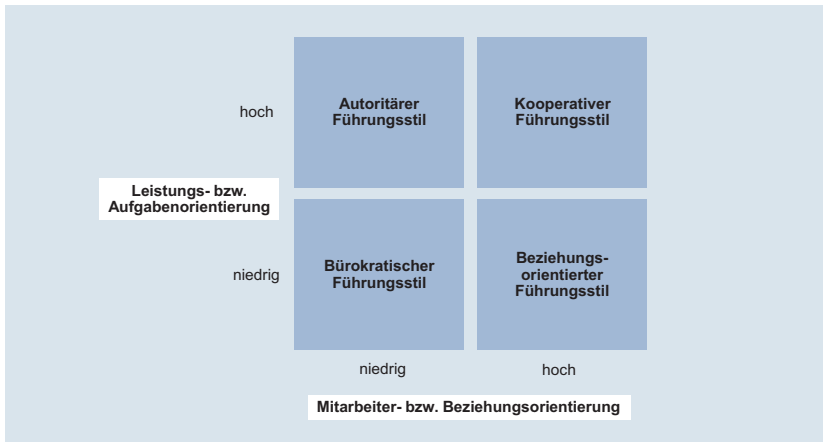 hoch
Autoritärer
Führungsstil
Kooperativer
Führungsstil
Leistungs- bzw.
Aufgabenorientierung
niedrig
Bürokratischer
Führungsstil
Beziehungs-
orientierter
Führungsstil
niedrig
hoch
Mitarbeiter- bzw. Beziehungsorientierung